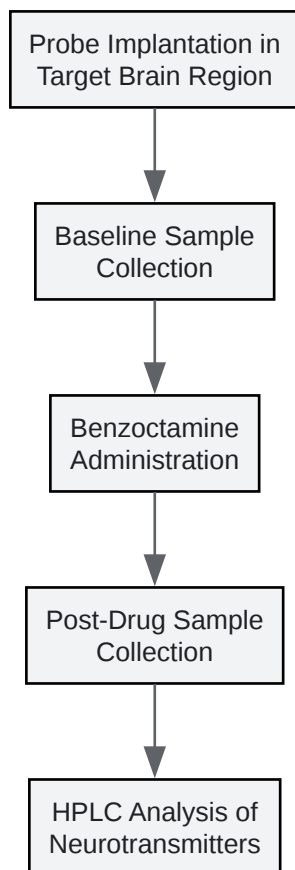 Probe Implantation in
Target Brain Region
Baseline Sample
Collection
Benzoctamine
Administration
Post-Drug Sample
Collection
HPLC Analysis of
Neurotransmitters